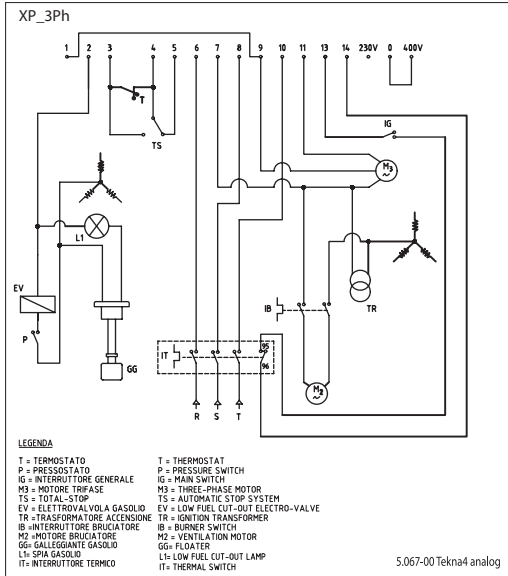 XP_3Ph
1 2 3 4 5 6 7 8 9 10 11 13 14 230V 0 400V
T
TS
IG
M3
~
L1
EV
P
GG
IB
TR
IT
95
96
M2
~
R S T
LEGENDA
T = TERMOSTATO
P = PRESSOSTATO
IG = INTERRUTTORE GENERALE
M3 = MOTORE TRIFASE
TS = TOTAL-STOP
EV = ELETTROVALVOLA GASOLIO
TR =TRASFORMATORE ACCENSIONE
IB =INTERRUTTORE BRUCIATORE
M2 =MOTORE BRUCIATORE
GG= GALLEGGIANTE GASOLIO
L1= SPIA GASOLIO
IT= INTERRUTTORE TERMICO
T = THERMOSTAT
P = PRESSURE SWITCH
IG = MAIN SWITCH
M3 = THREE-PHASE MOTOR
TS = AUTOMATIC STOP SYSTEM
EV = LOW FUEL CUT-OUT ELECTRO-VALVE
TR = IGNITION TRANSFORMER
IB = BURNER SWITCH
M2 = VENTILATION MOTOR
GG= FLOATER
L1= LOW FUEL CUT-OUT LAMP
IT= THERMAL SWITCH
5.067-00 Tekna4 analog